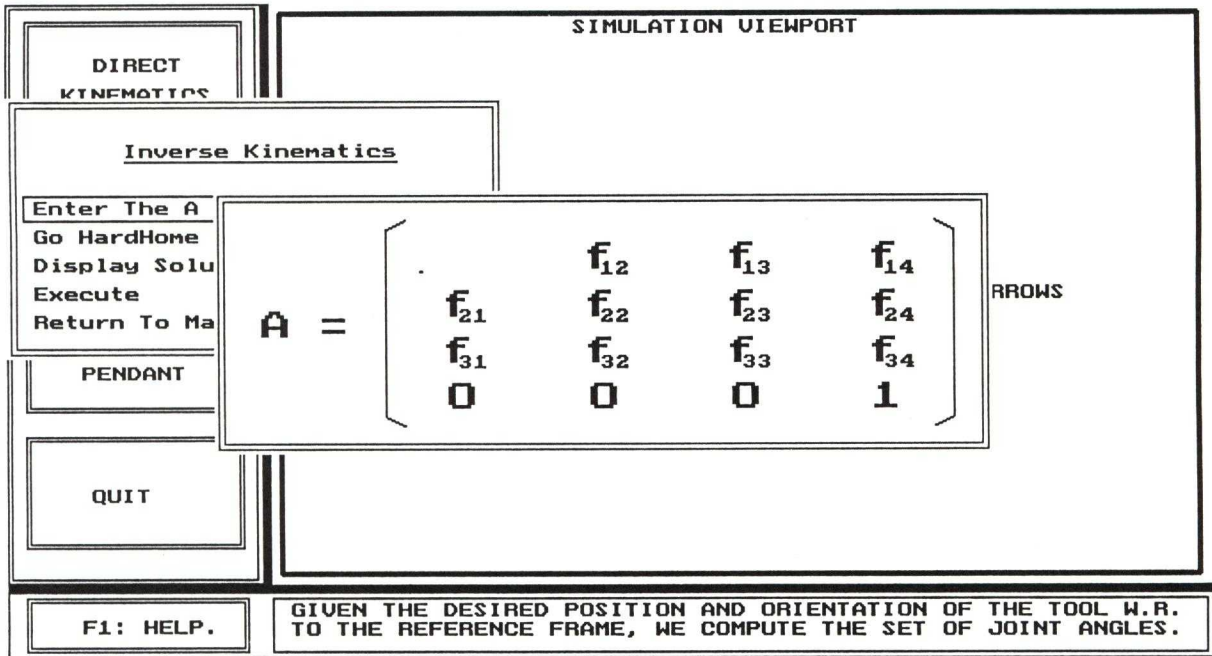 SIMULATION VIEWPORT
DIRECT
KINEMATICS
Inverse Kinematics
Enter The A
Go HardHome
Display Solu
Execute
Return To Ma
A =
. f12 f13 f14
f21 f22 f23 f24
f31 f32 f33 f34
0 0 0 1
RROWS
PENDANT
QUIT
F1: HELP.
GIVEN THE DESIRED POSITION AND ORIENTATION OF THE TOOL W.R.
TO THE REFERENCE FRAME, WE COMPUTE THE SET OF JOINT ANGLES.